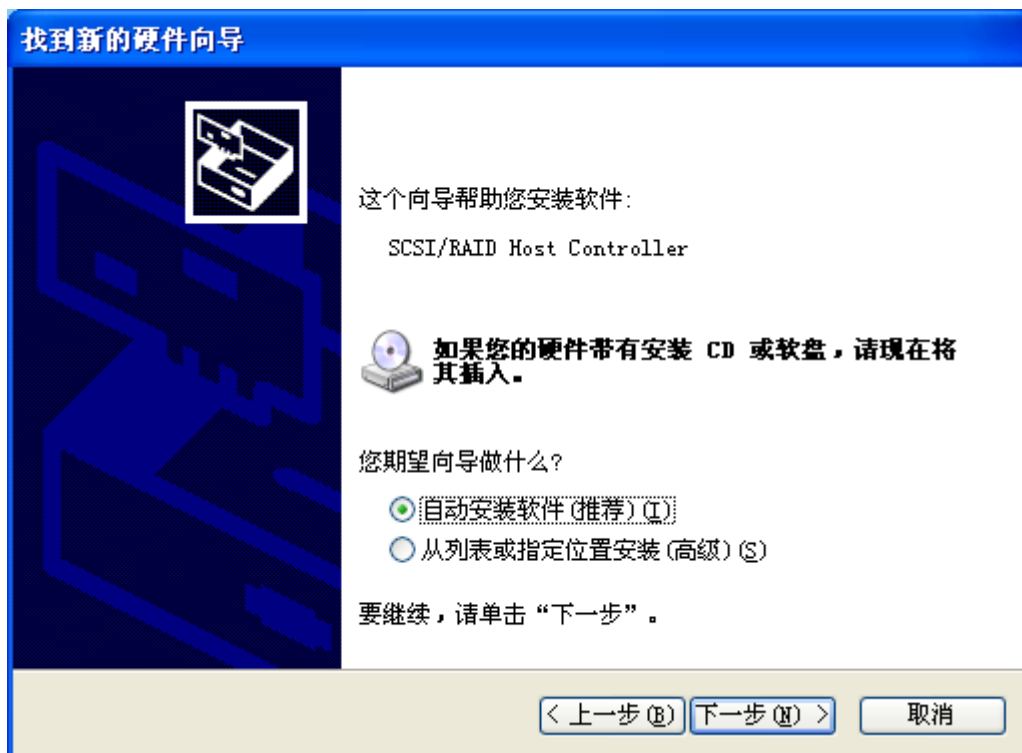 找到新的硬件向导
这个向导帮助您安装软件:
SCSI/RAID Host Controller
如果您的硬件带有安装 CD 或软盘，请现在将
其插入。
您期望向导做什么?
自动安装软件(推荐)(I)
从列表或指定位置安装(高级)(S)
要继续，请单击“下一步”。
< 上一步(B) 下一步(N) > 取消